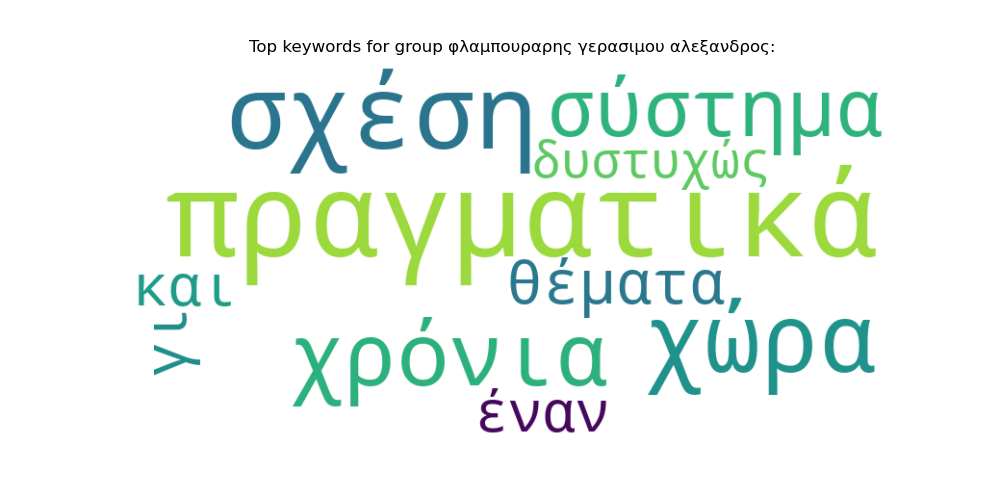 Top keywords for group φλαμπουραρης γερασιμου αλεξανδρος:
σχέση σύστημα
δυστυχώς
πραγματικά
και θέματα
γι χρόνια χώρα
έναν